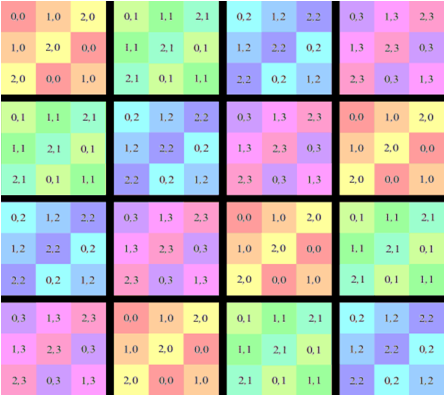 0,0 1,0 2,0 0,1 1,1 2,1 0,2 1,2 2.2 0,3 1,3 2,3
1,0 2,0 0,0 1,1 2,1 0,1 1,2 2.2 0,2 1,3 2,3 0,3
2,0 0,0 1,0 2,1 0,1 1,1 2.2 0,2 1,2 2,3 0,3 1,3
0,1 1,1 2,1 0,2 1,2 2.2 0,3 1,3 2,3 0,0 1,0 2,0
1,1 2,1 0,1 1,2 2.2 0,2 1,3 2,3 0,3 1,0 2,0 0,0
2,1 0,1 1,1 2.2 0,2 1,2 2,3 0,3 1,3 2,0 0,0 1,0
0,2 1,2 2.2 0,3 1,3 2,3 0,0 1,0 2,0 0,1 1,1 2,1
1,2 2.2 0,2 1,3 2,3 0,3 1,0 2,0 0,0 1,1 2,1 0,1
2.2 0,2 1,2 2,3 0,3 1,3 2,0 0,0 1,0 2,1 0,1 1,1
0,3 1,3 2,3 0,0 1,0 2,0 0,1 1,1 2,1 0,2 1,2 2.2
1,3 2,3 0,3 1,0 2,0 0,0 1,1 2,1 0,1 1,2 2.2 0,2
2,3 0,3 1,3 2,0 0,0 1,0 2,1 0,1 1,1 2.2 0,2 1,2